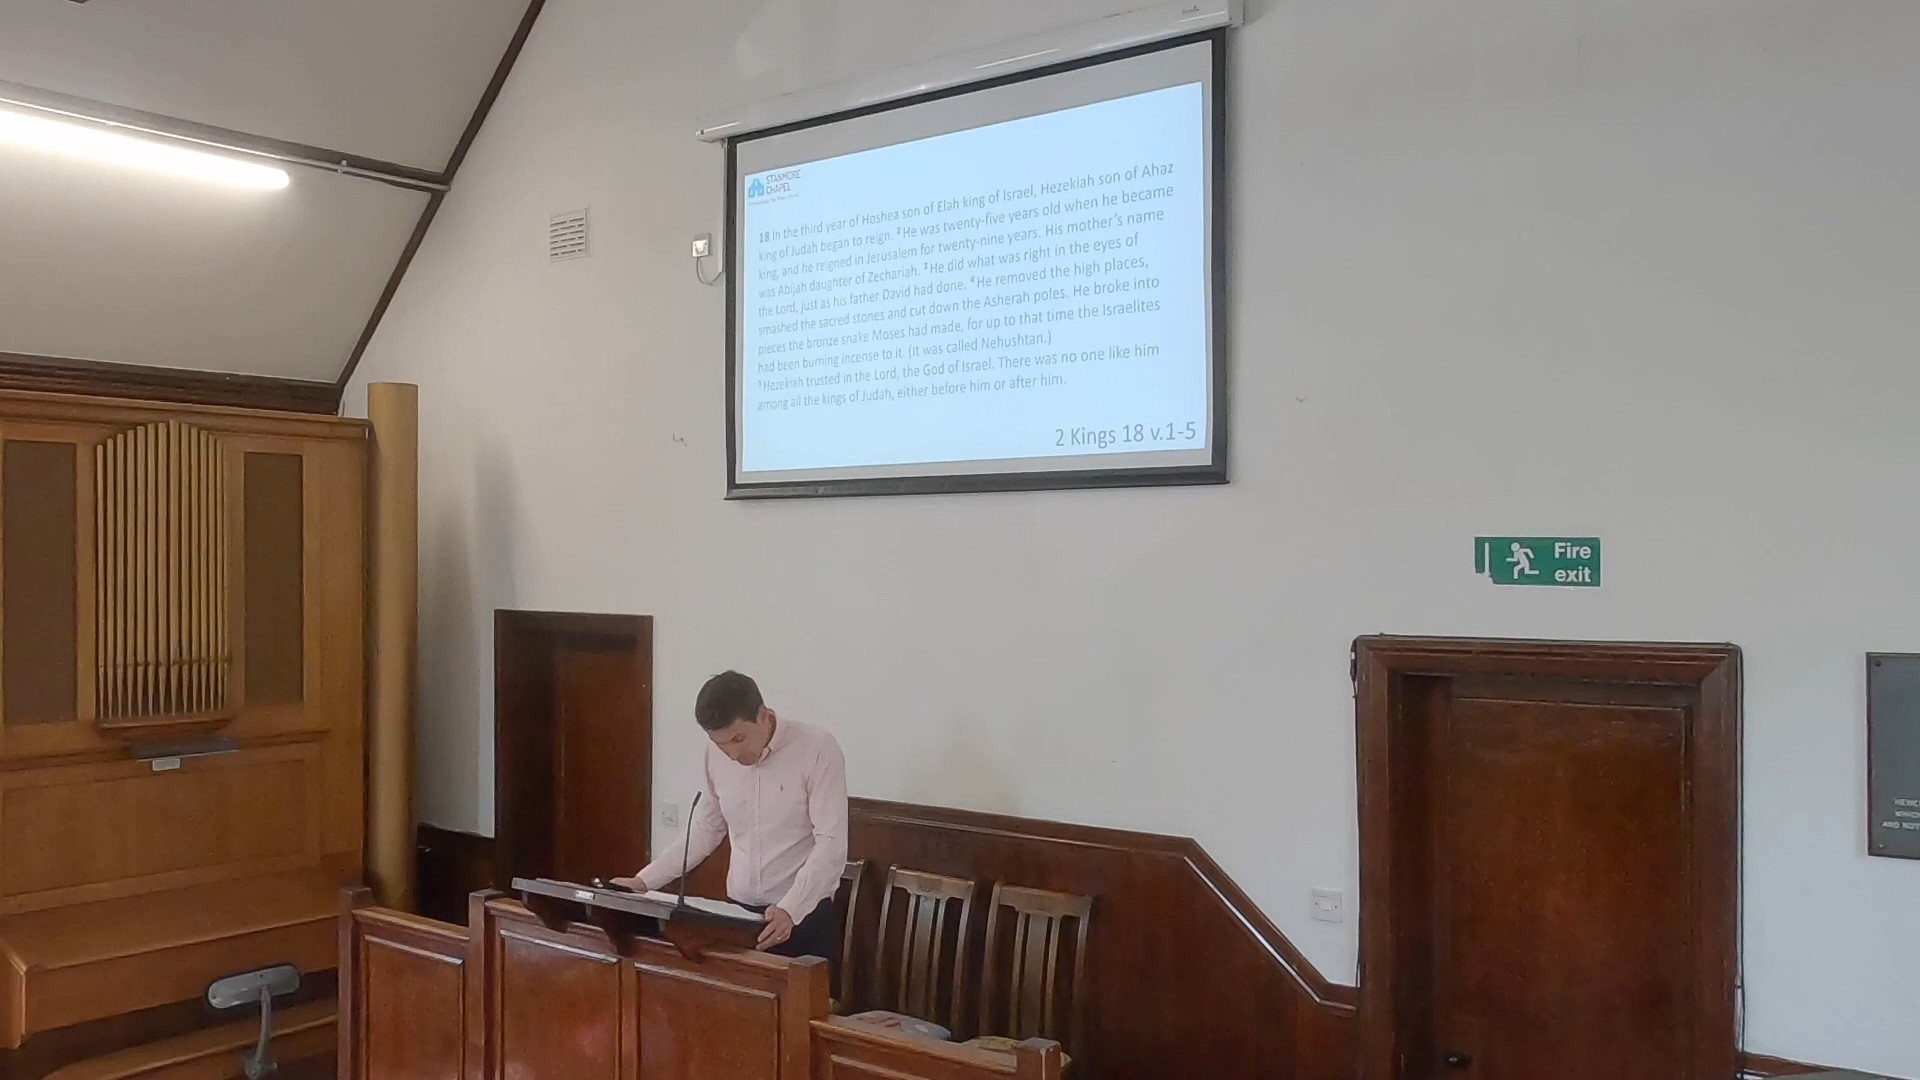 STANMORE
CHAPEL
18 In the third year of Hoshea son of Elah king of Israel, Hezekiah son of Ahaz
king of Judah began to reign. ² He was twenty-five years old when he became
king, and he reigned in Jerusalem for twenty-nine years. His mother’s name
was Abijah daughter of Zechariah. ³ He did what was right in the eyes of
the Lord, just as his father David had done. ⁴ He removed the high places,
smashed the sacred stones and cut down the Asherah poles. He broke into
pieces the bronze snake Moses had made, for up to that time the Israelites
had been burning incense to it. (It was called Nehushtan.)
⁵ Hezekiah trusted in the Lord, the God of Israel. There was no one like him
among all the kings of Judah, either before him or after him.
2 Kings 18 v.1-5
Fire
exit
AND NOT